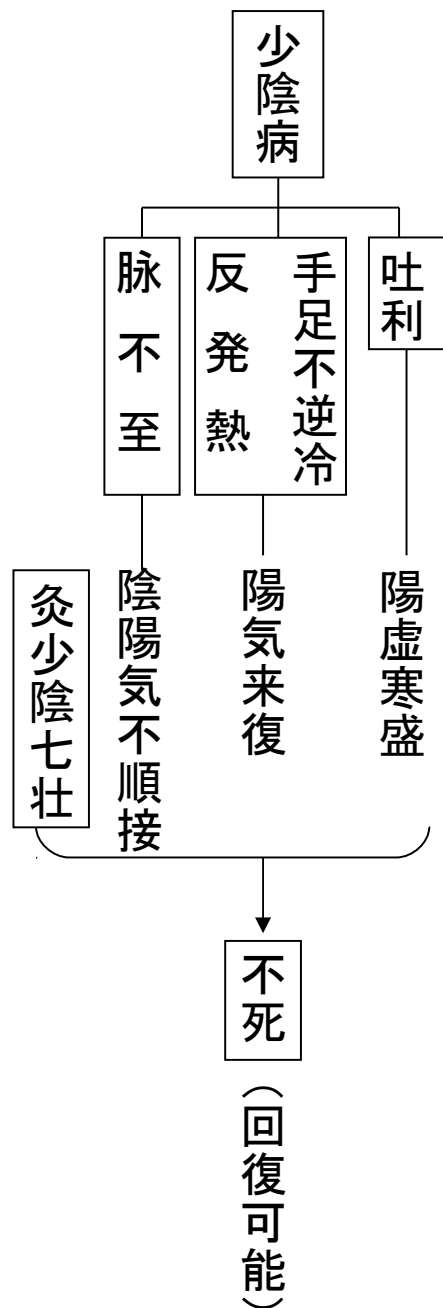 少陰病
吐利
手足不逆冷
反発熱
脉不至
陽虚寒盛
陽気来復
陰陽気不順接
灸少陰七壮
不死
（回復可能）